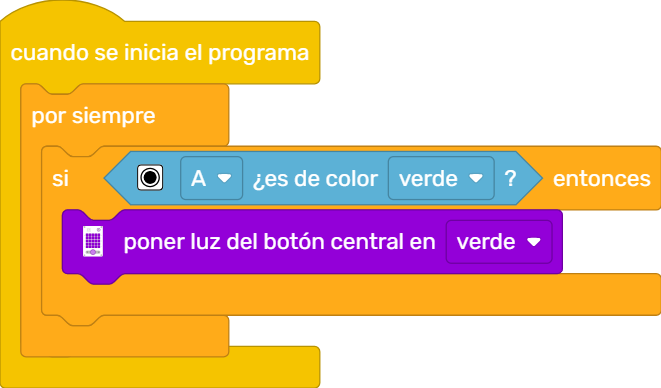 cuando se inicia el programa
por siempre
si A ¿es de color verde ? entonces
poner luz del botón central en verde